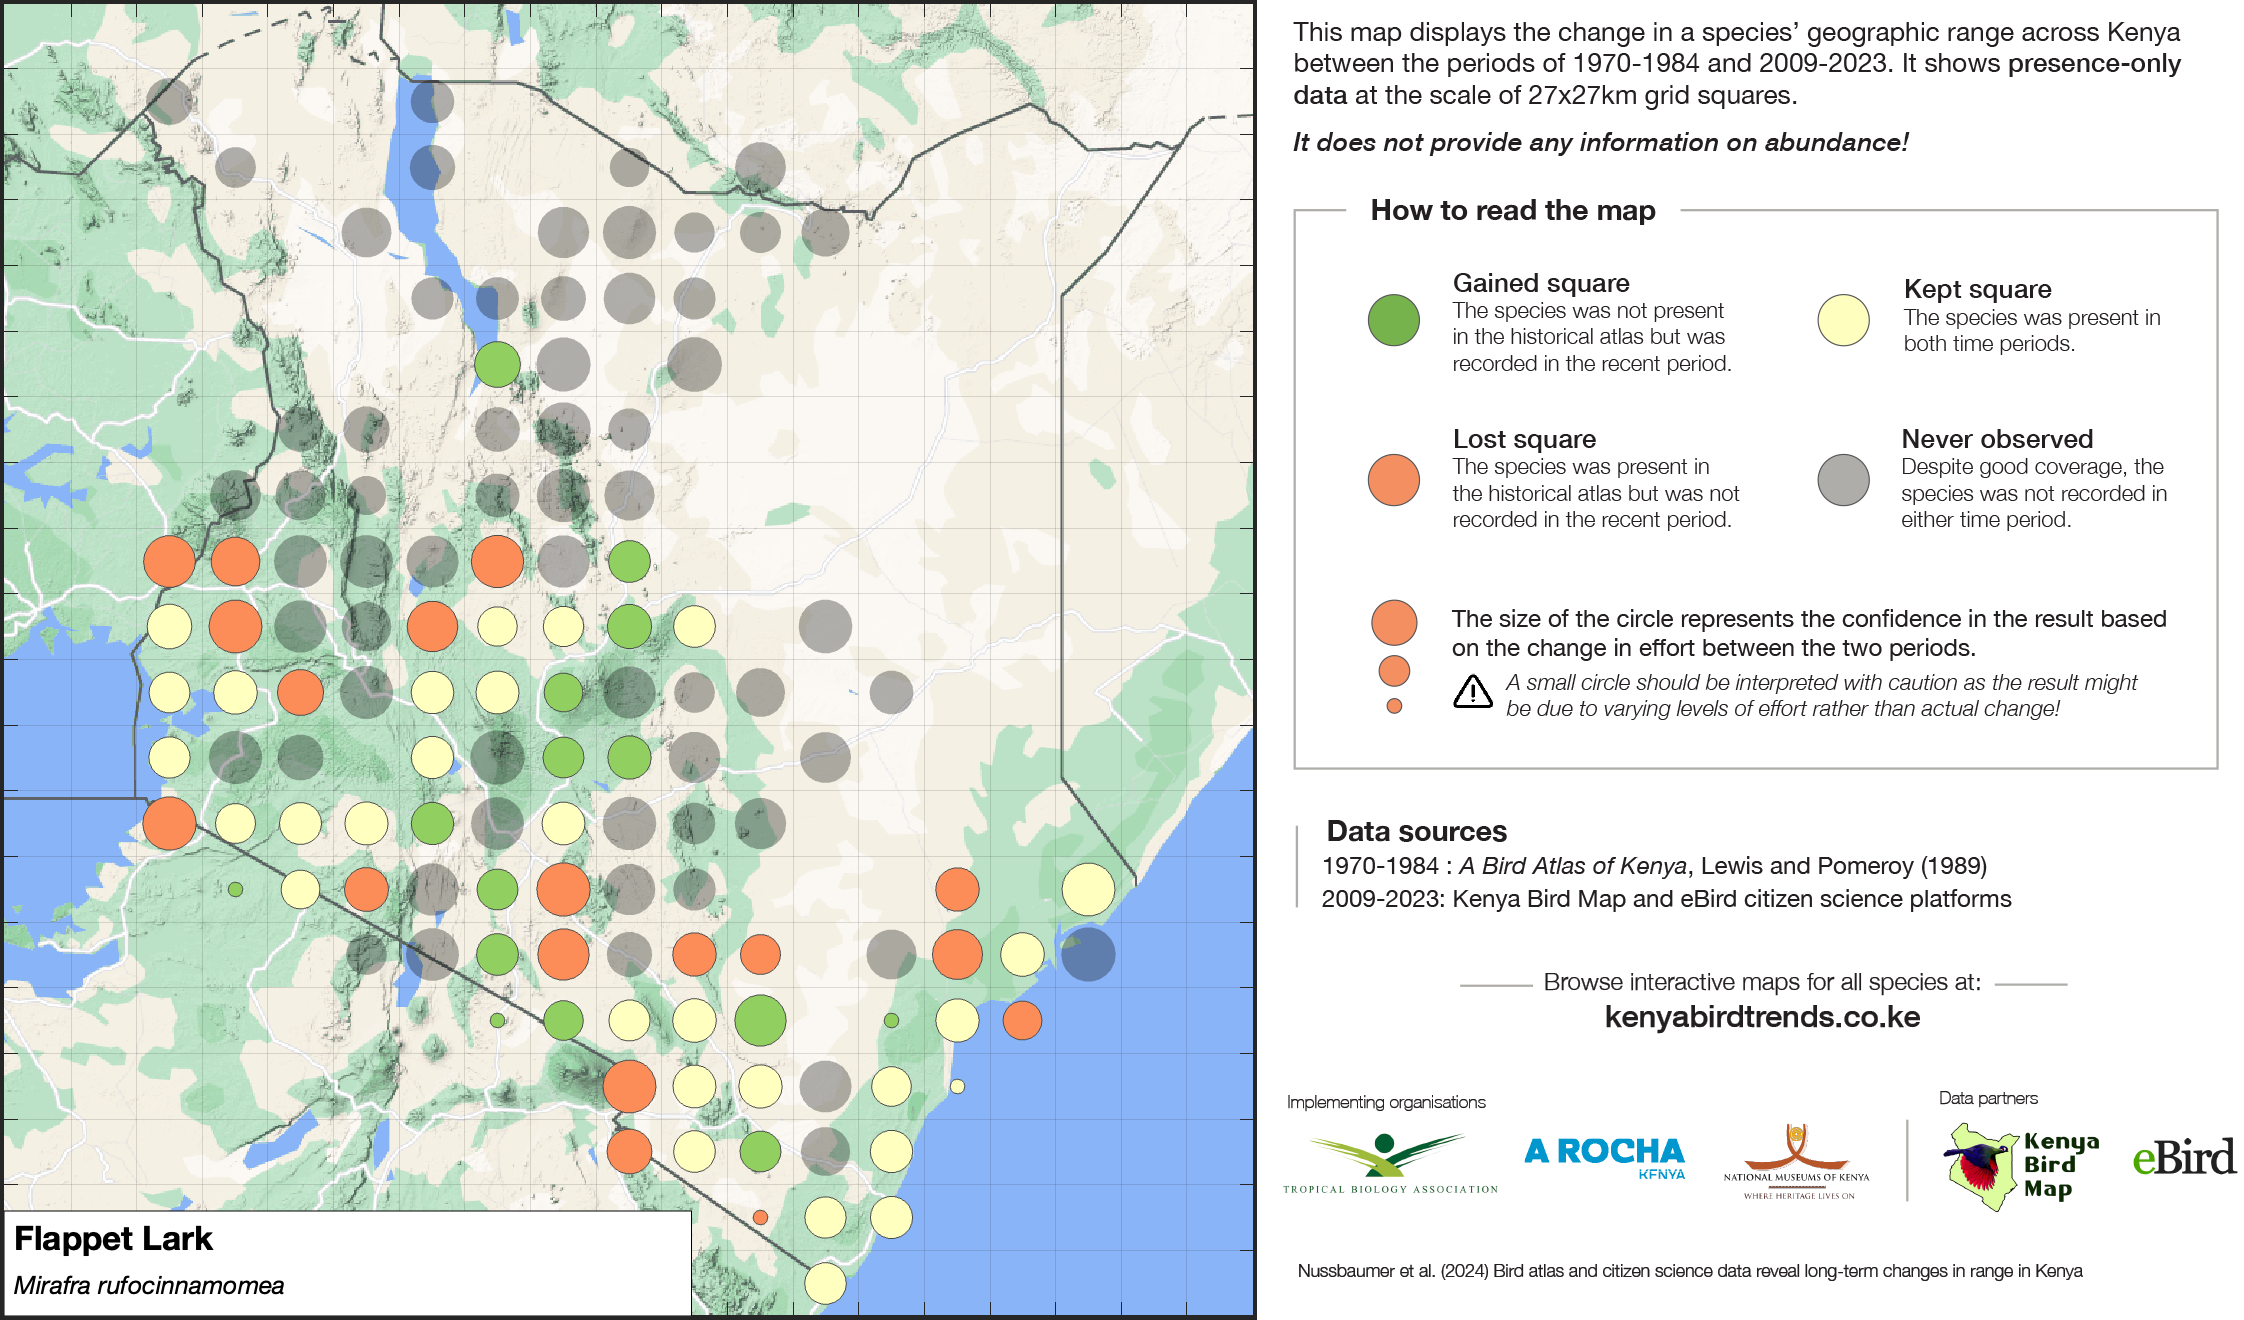 This map displays the change in a species’ geographic range across Kenya
between the periods of 1970-1984 and 2009-2023. It shows presence-only
data at the scale of 27x27km grid squares.
It does not provide any information on abundance!
How to read the map
Gained square
The species was not present
in the historical atlas but was
recorded in the recent period.
Kept square
The species was present in
both time periods.
Lost square
The species was present in
the historical atlas but was not
recorded in the recent period.
Never observed
Despite good coverage, the
species was not recorded in
either time period.
The size of the circle represents the confidence in the result based
on the change in effort between the two periods.
A small circle should be interpreted with caution as the result might
be due to varying levels of effort rather than actual change!
Data sources
1970-1984 : A Bird Atlas of Kenya, Lewis and Pomeroy (1989)
2009-2023: Kenya Bird Map and eBird citizen science platforms
Browse interactive maps for all species at:
kenyabirdtrends.co.ke
Implementing organisations
Data partners
TROPICAL BIOLOGY ASSOCIATION
A ROCHA
KENYA
NATIONAL MUSEUMS OF KENYA
WHERE HERITAGE LIVES ON
Kenya
Bird
Map
eBird
Flappet Lark
Mirafra rufocinnamomea
Nussbaumer et al. (2024) Bird atlas and citizen science data reveal long-term changes in range in Kenya